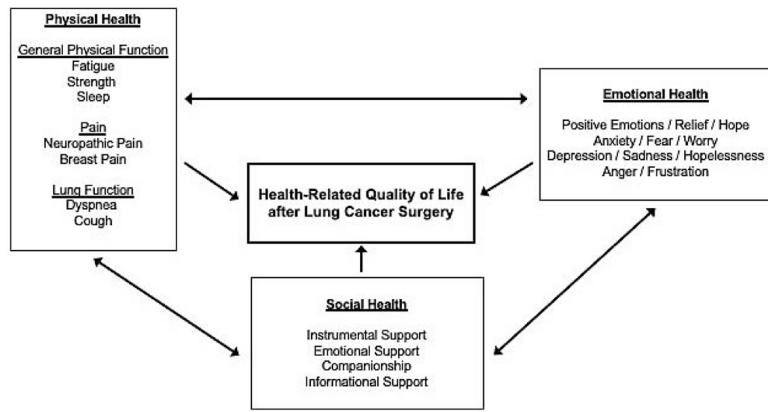 Physical Health
General Physical Function
Fatigue
Strength
Sleep
Pain
Neuropathic Pain
Breast Pain
Lung Function
Dyspnea
Cough
Emotional Health
Positive Emotions / Relief / Hope
Anxiety / Fear / Worry
Depression / Sadness / Hopelessness
Anger / Frustration
Health-Related Quality of Life
after Lung Cancer Surgery
Social Health
Instrumental Support
Emotional Support
Companionship
Informational Support